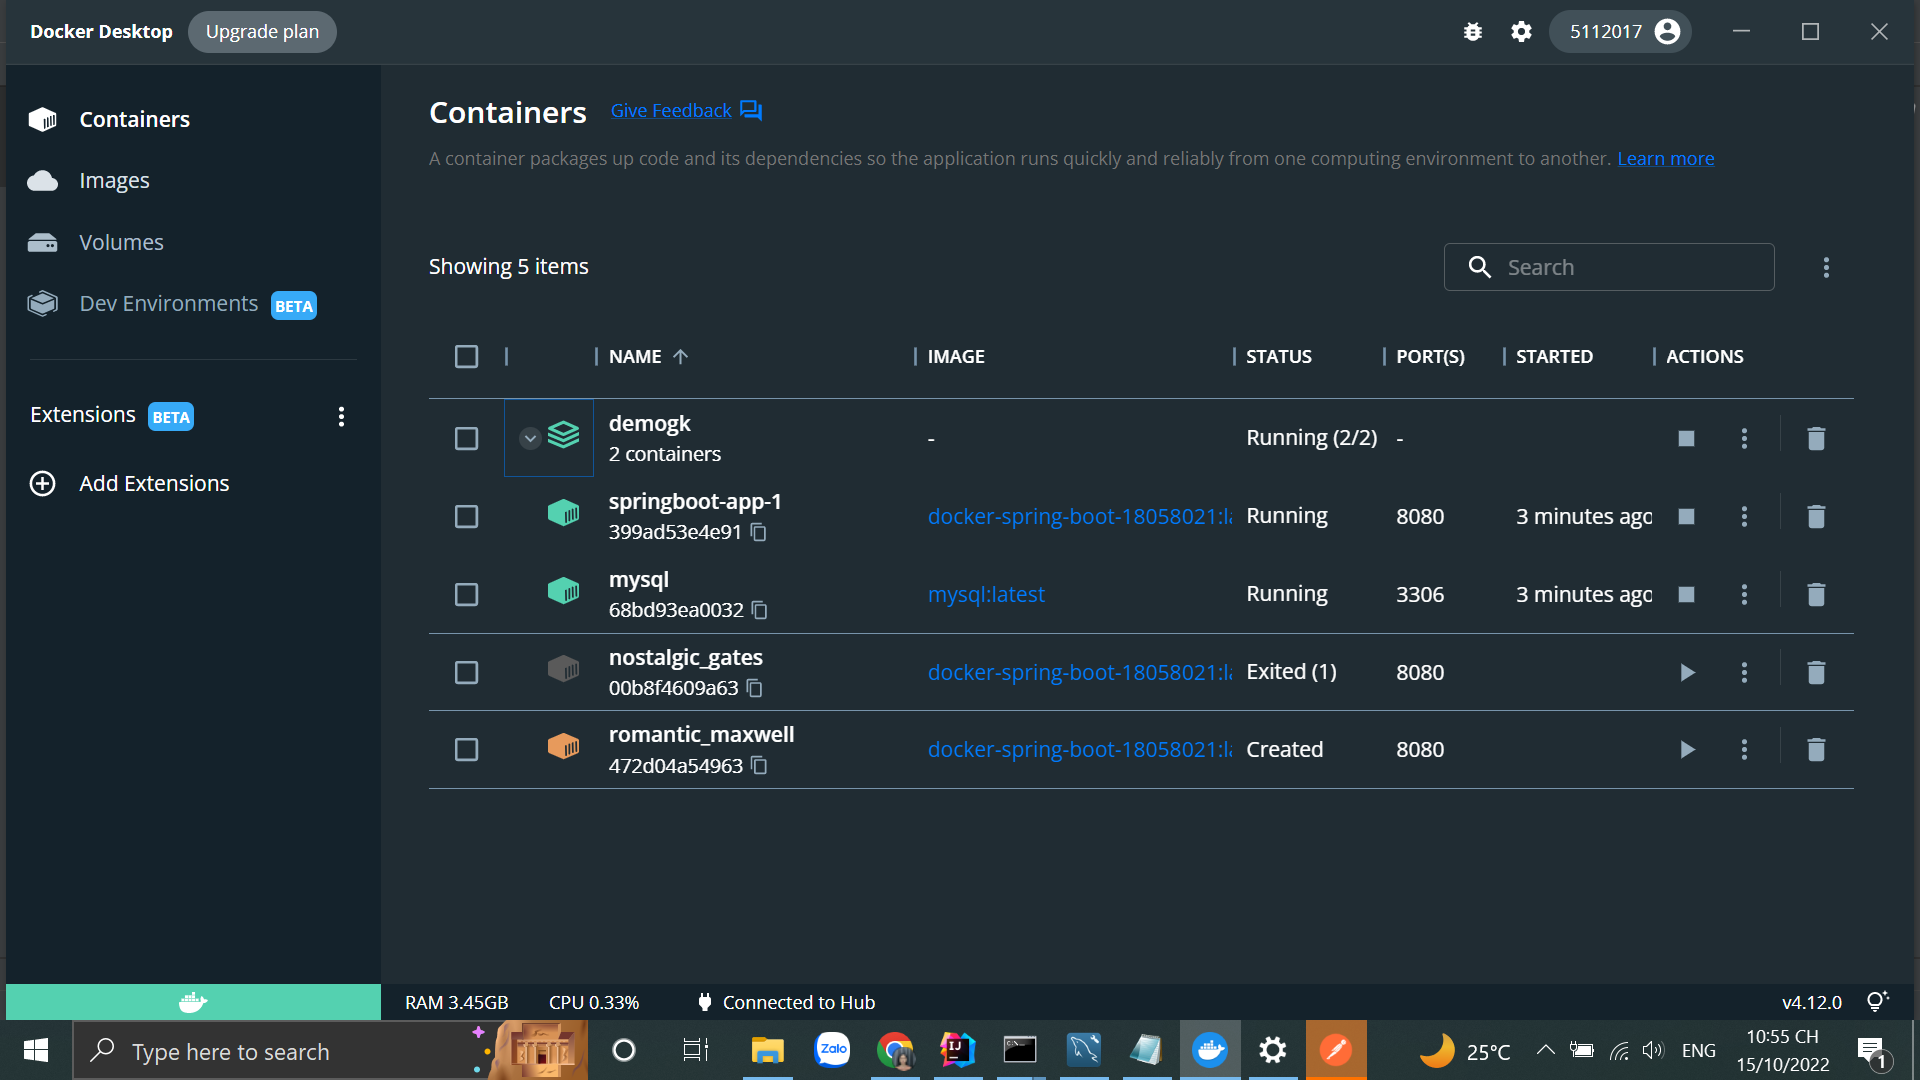 Docker Desktop Upgrade plan 5112017
Containers
Images
Volumes
Dev Environments BETA
Extensions BETA
Add Extensions
Containers Give Feedback
A container packages up code and its dependencies so the application runs quickly and reliably from one computing environment to another. Learn more
Showing 5 items Search
NAME IMAGE STATUS PORT(S) STARTED ACTIONS
demogk - Running (2/2) -
2 containers
springboot-app-1 docker-spring-boot-18058021:la Running 8080 3 minutes ago
399ad53e4e91
mysql mysql:latest Running 3306 3 minutes ago
68bd93ea0032
nostalgic_gates docker-spring-boot-18058021:la Exited (1) 8080
00b8f4609a63
romantic_maxwell docker-spring-boot-18058021:la Created 8080
472d04a54963
RAM 3.45GB CPU 0.33% Connected to Hub v4.12.0
Type here to search Zalo IJ 25°C ENG 10:55 CH
15/10/2022 1